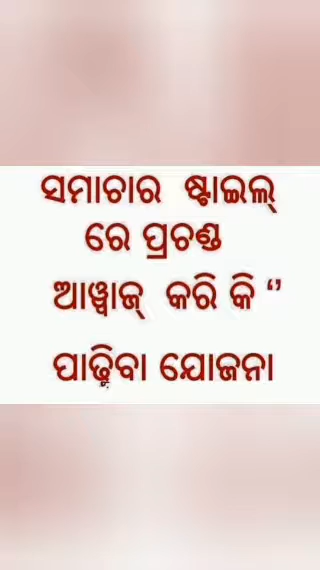 ସମାଚାର ଷ୍ଟାଇଲ୍
ରେ ପ୍ରଚଣ୍ଡ
ଆୱାଜ୍ କରି କି “
ପାଢ଼ିବା ଯୋଜନା